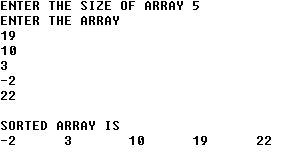 ENTER THE SIZE OF ARRAY 5
ENTER THE ARRAY
19
10
3
-2
22
SORTED ARRAY IS
-2 3 10 19 22